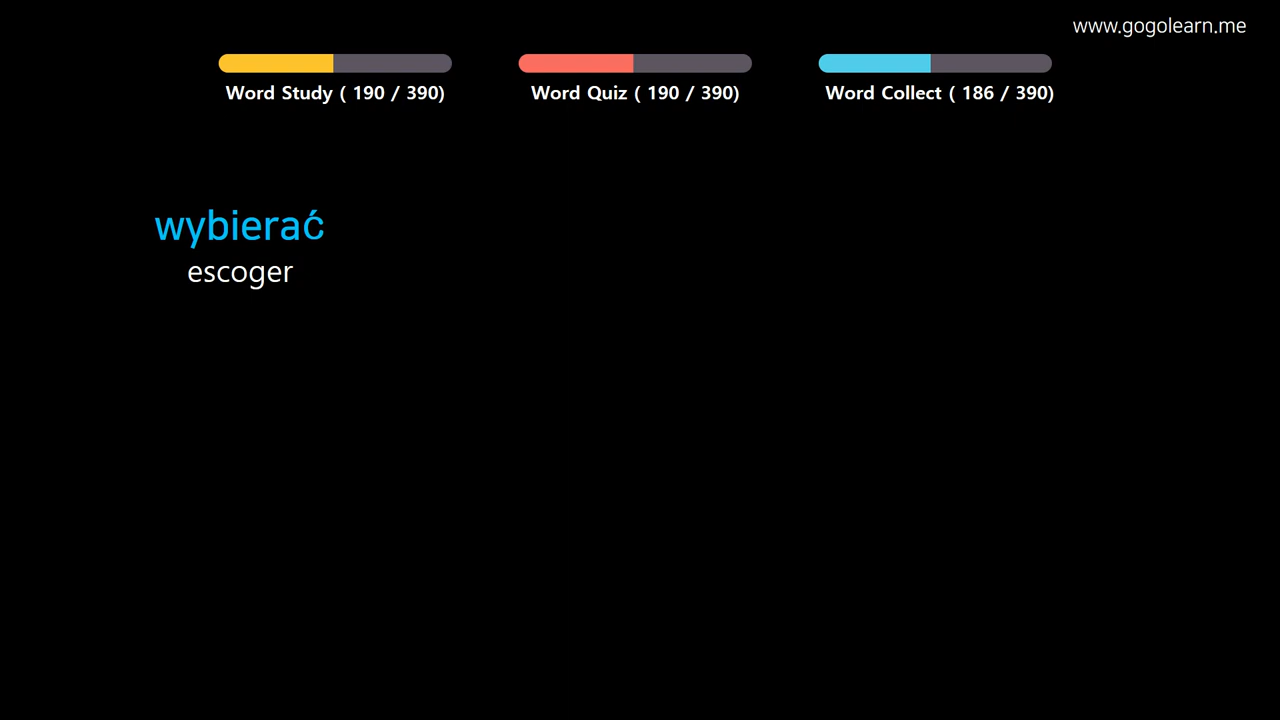 www.gogolearn.me
Word Study ( 190 / 390)
Word Quiz ( 190 / 390)
Word Collect ( 186 / 390)
wybierać
escoger